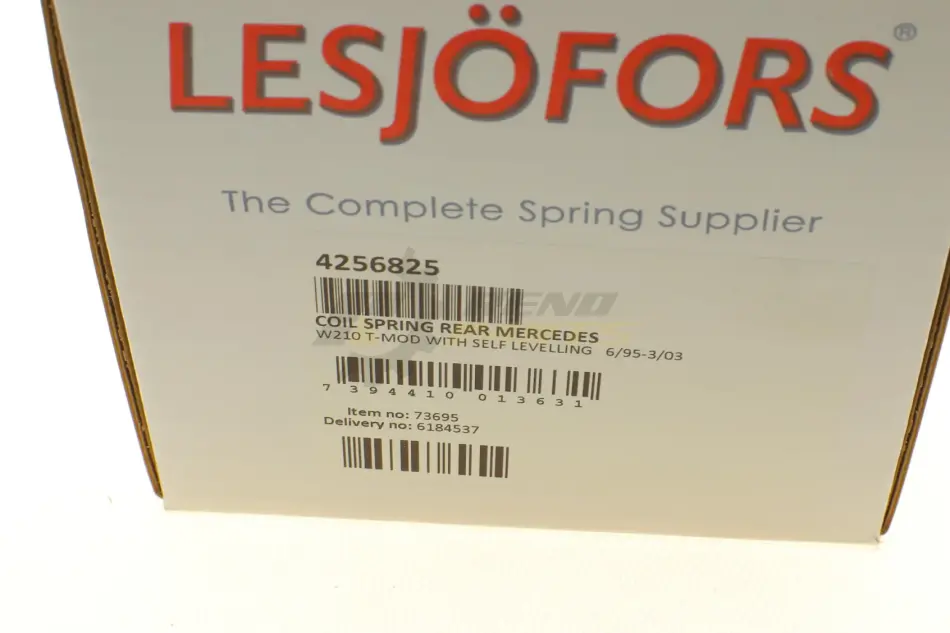 LESJÖFORS®
The Complete Spring Supplier
4256825
COIL SPRING REAR MERCEDES
W210 T-MOD WITH SELF LEVELLING 6/95-3/03
7 394410 013631
Item no: 73695
Delivery no: 6184537